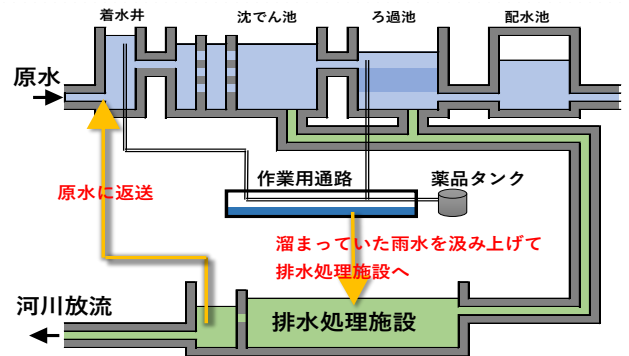 着水井
沈でん池
ろ過池
配水池
原水
作業用通路
薬品タンク
原水に返送
溜まっていた雨水を汲み上げて
排水処理施設へ
河川放流
排水処理施設